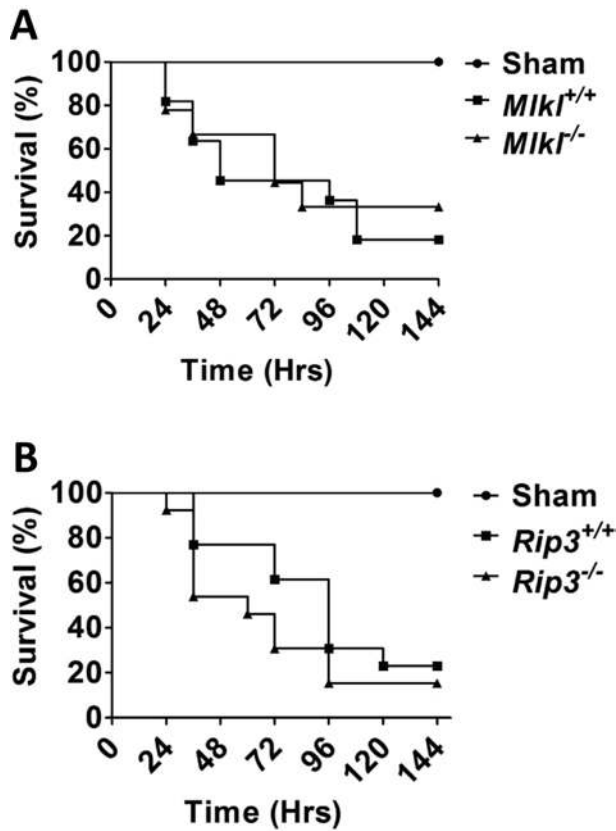 A
Survival (%)
100
80
60
40
20
0
0 24 48 72 96 120 144
Time (Hrs)
Sham
Mlkl+/+
Mlkl-/-
B
Survival (%)
100
80
60
40
20
0
0 24 48 72 96 120 144
Time (Hrs)
Sham
Rip3+/+
Rip3-/-